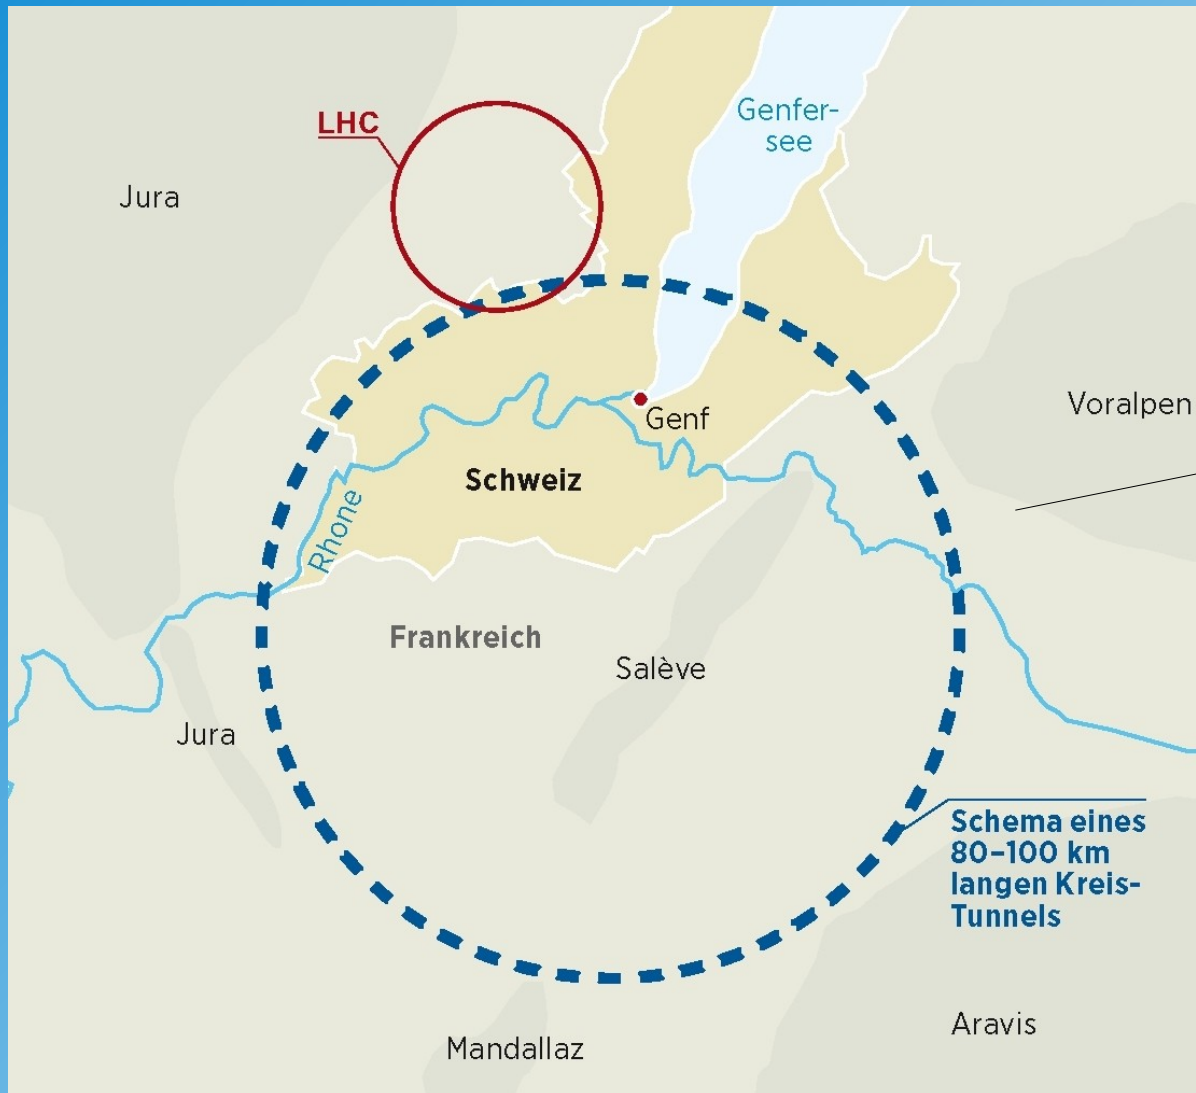 LHC
Genfer-
see
Jura
Voralpen
Genf
Schweiz
Rhone
Frankreich
Salève
Jura
Schema eines
80–100 km
langen Kreis-
Tunnels
Aravis
Mandallaz